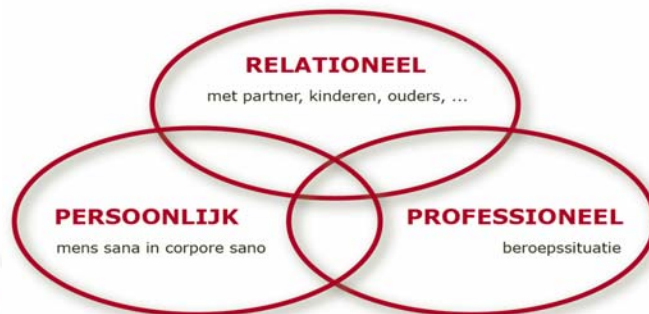 RELATIONEEL
met partner, kinderen, ouders, ...
PERSOONLIJK
mens sana in corpore sano
PROFESSIONEEL
beroepssituatie